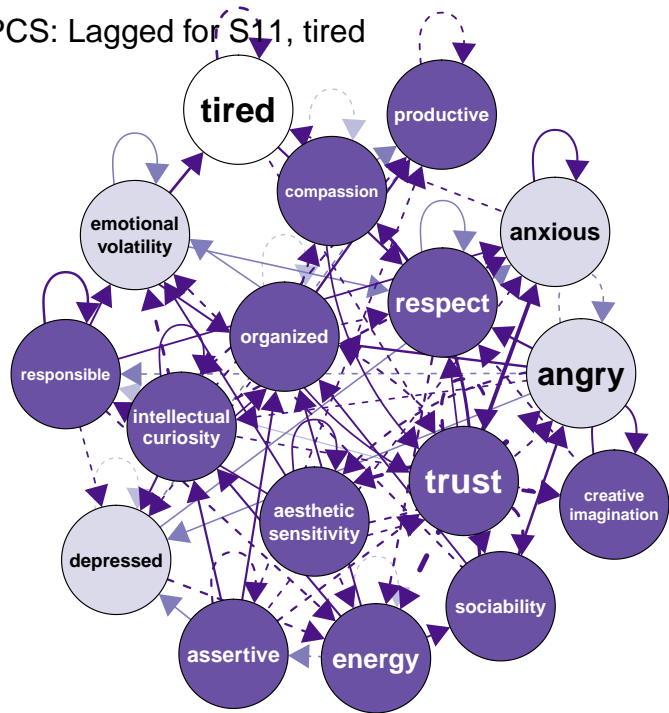 PCS: Lagged for S11, tired
tired
productive
compassion
emotional
volatility
anxious
respect
organized
responsible
angry
intellectual
curiosity
trust
creative
imagination
aesthetic
sensitivity
depressed
sociability
assertive
energy